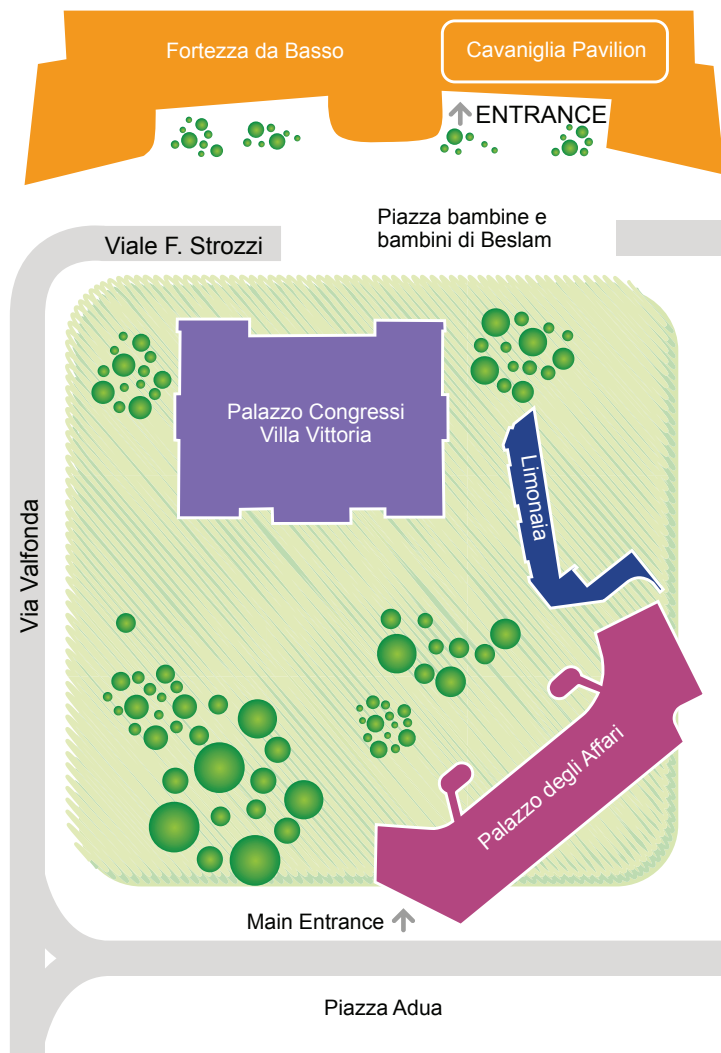 Fortezza da Basso
Cavaniglia Pavilion
ENTRANCE
Piazza bambine e
bambini di Beslam
Viale F. Strozzi
Palazzo Congressi
Villa Vittoria
Limonaia
Via Valfonda
Palazzo degli Affari
Main Entrance
Piazza Adua